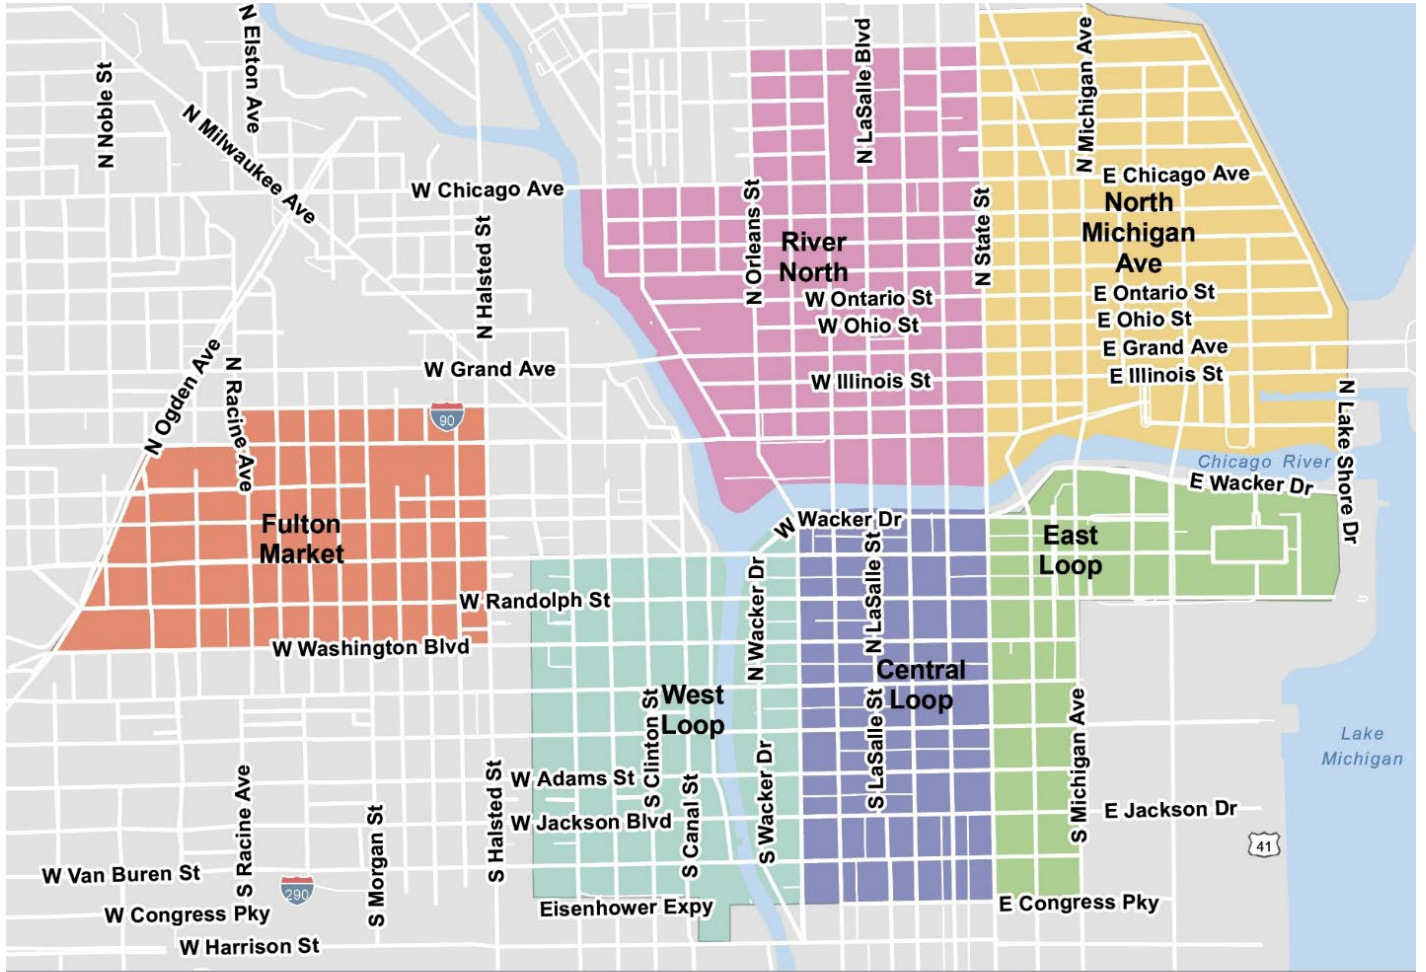 N Elston Ave
N LaSalle Blvd
N Michigan Ave
N Noble St
N Milwaukee Ave
W Chicago Ave
E Chicago Ave
N Halsted St
N Orleans St
N State St
North
Michigan
Ave
River
North
W Ontario St
E Ontario St
W Ohio St
E Ohio St
E Grand Ave
W Grand Ave
W Illinois St
E Illinois St
N Ogden Ave
N Racine Ave
90
N Lake Shore Dr
Chicago River
E Wacker Dr
Fulton
Market
W Wacker Dr
East
Loop
N Wacker Dr
N LaSalle St
W Randolph St
W Washington Blvd
Central
Loop
West
Loop
S Clinton St
S LaSalle St
S Michigan Ave
Lake
Michigan
W Adams St
S Wacker Dr
S Canal St
S Halsted St
S Racine Ave
S Morgan St
W Jackson Blvd
E Jackson Dr
41
W Van Buren St
290
W Congress Pky
Eisenhower Expy
E Congress Pky
W Harrison St